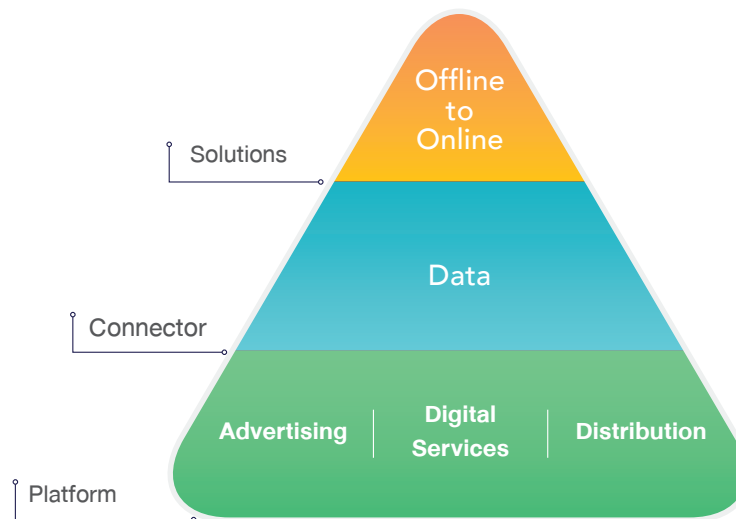 Offline
to
Online
Solutions
Data
Connector
Advertising
Digital
Services
Distribution
Platform